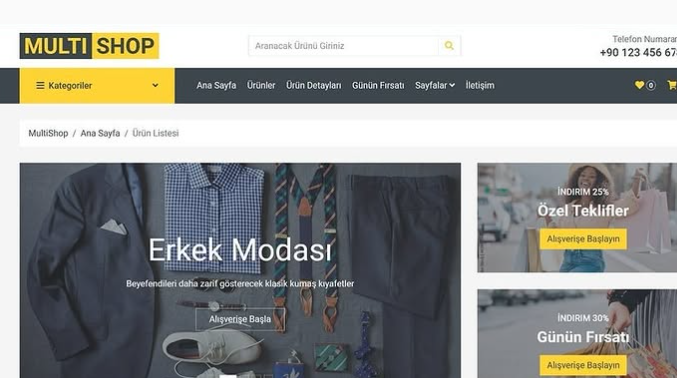 MULTI SHOP
Aranacak Ürünü Giriniz
Telefon Numaram
+90 123 456 67
Kategoriler
Ana Sayfa Ürünler Ürün Detayları Günün Fırsatı Sayfalar İletişim
0
MultiShop / Ana Sayfa / Ürün Listesi
Erkek Modası
Beyefendileri daha zarif gösterecek klasik kumaş kıyafetler
Alışverişe Başla
İNDİRİM 25%
Özel Teklifler
Alışverişe Başlayın
İNDİRİM 30%
Günün Fırsatı
Alışverişe Başlayın